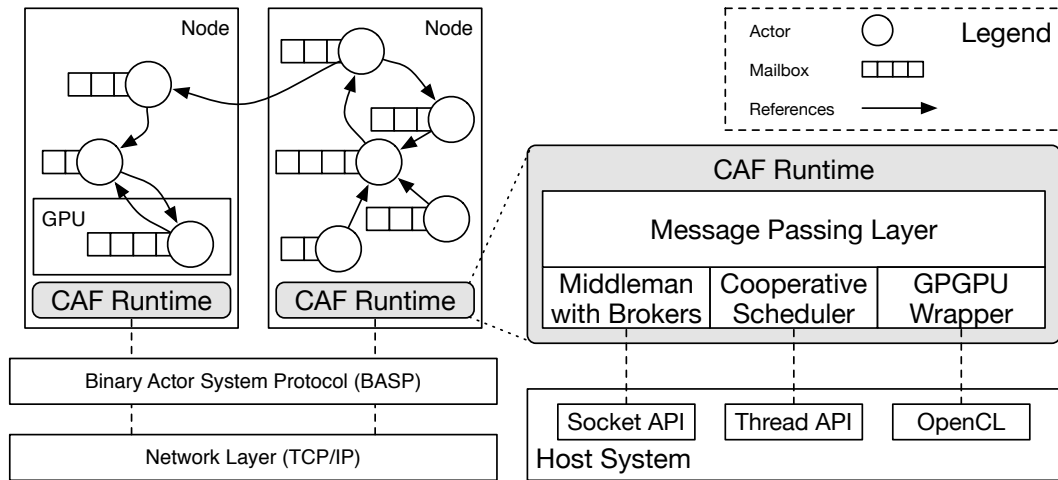 Node
Node
GPU
CAF Runtime
CAF Runtime
Binary Actor System Protocol (BASP)
Network Layer (TCP/IP)
Legend
Actor
Mailbox
References
CAF Runtime
Message Passing Layer
Middleman
with Brokers
Cooperative
Scheduler
GPGPU
Wrapper
Socket API
Thread API
OpenCL
Host System